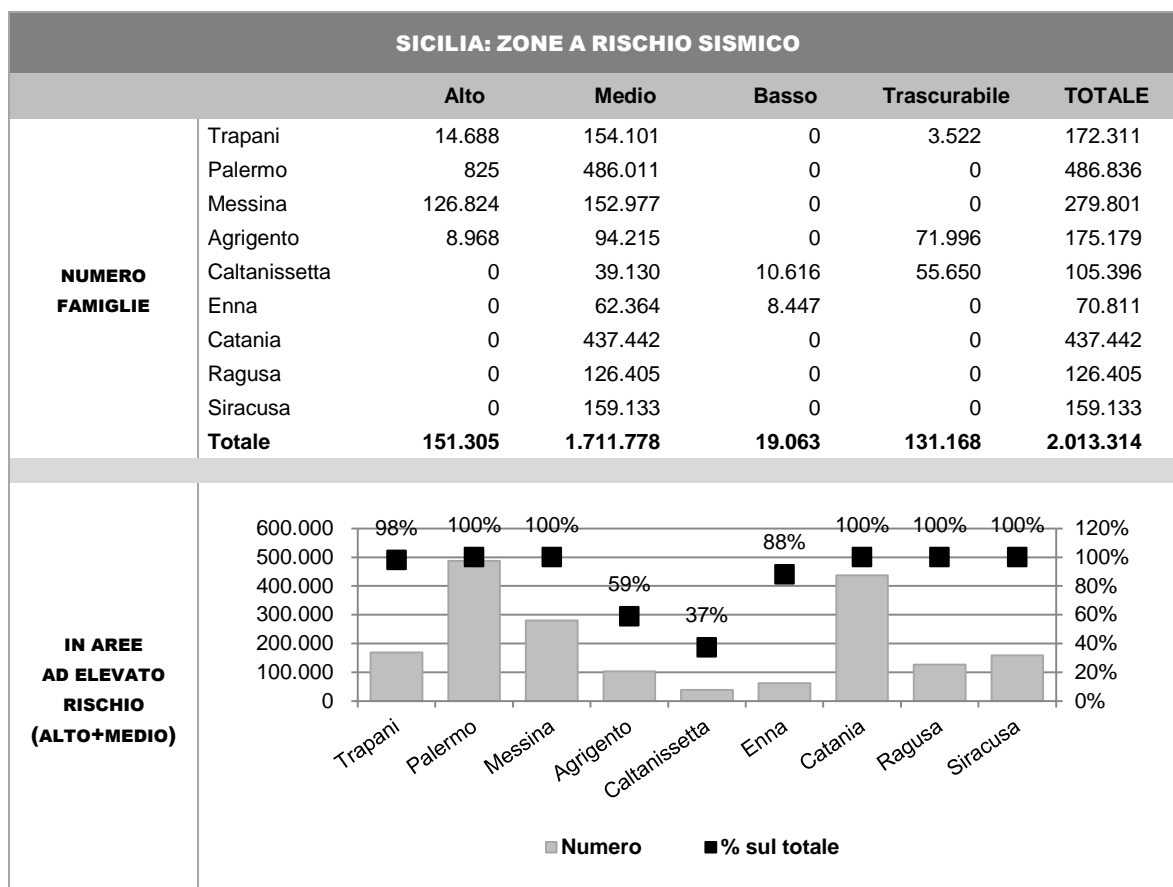 SICILIA: ZONE A RISCHIO SISMICO
Alto Medio Basso Trascurabile TOTALE
NUMERO
FAMIGLIE
Trapani 14.688 154.101 0 3.522 172.311
Palermo 825 486.011 0 0 486.836
Messina 126.824 152.977 0 0 279.801
Agrigento 8.968 94.215 0 71.996 175.179
Caltanissetta 0 39.130 10.616 55.650 105.396
Enna 0 62.364 8.447 0 70.811
Catania 0 437.442 0 0 437.442
Ragusa 0 126.405 0 0 126.405
Siracusa 0 159.133 0 0 159.133
Totale 151.305 1.711.778 19.063 131.168 2.013.314
IN AREE
AD ELEVATO
RISCHIO
(ALTO+MEDIO)
600.000
500.000
400.000
300.000
200.000
100.000
0
98% 100% 100% 59% 37% 88% 100% 100% 100%
120%
100%
80%
60%
40%
20%
0%
Trapani Palermo Messina Agrigento Caltanissetta Enna Catania Ragusa Siracusa
Numero % sul totale